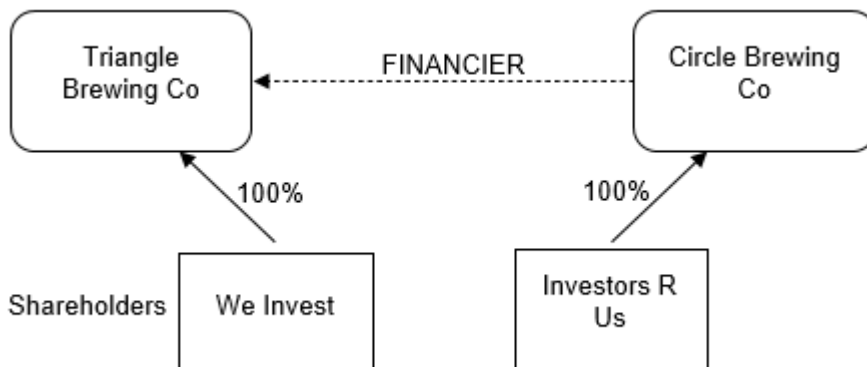 Triangle
Brewing Co
FINANCIER
Circle Brewing
Co
100%
100%
Shareholders
We Invest
Investors R
Us